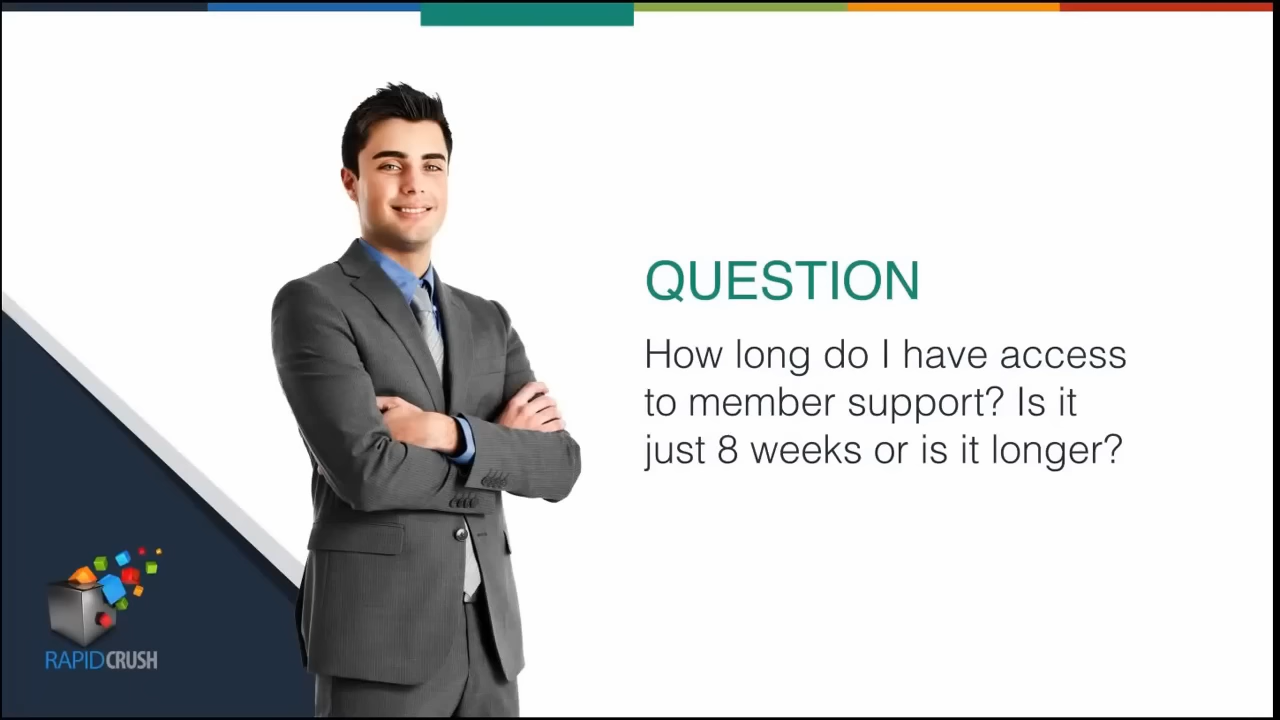 QUESTION
How long do I have access
to member support? Is it
just 8 weeks or is it longer?
RAPIDCRUSH